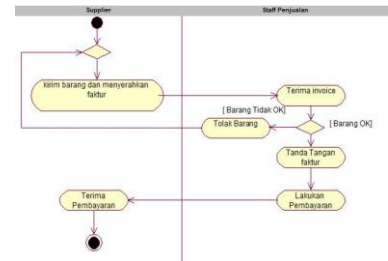 Supplier
Staff Penjualan
kirim barang dan menyerahkan
faktur
Terima invoice
[ Barang Tidak OK]
[ Barang OK]
Tolak Barang
Tanda Tangan
faktur
Terima
Pembayaran
Lakukan
Pembayaran